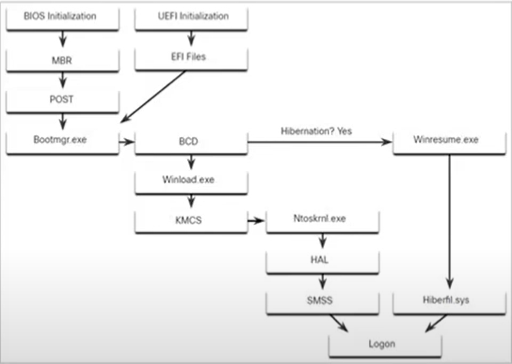 BIOS Initialization
UEFI Initialization
MBR
EFI Files
POST
Bootmgr.exe
BCD
Hibernation? Yes
Winresume.exe
Winload.exe
KMCS
Ntoskrnl.exe
HAL
SMSS
Hiberfil.sys
Logon